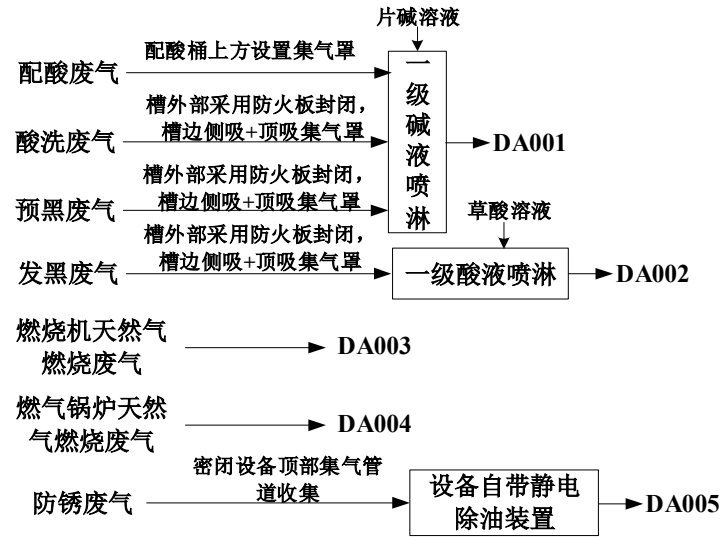 片碱溶液
配酸废气
配酸桶上方设置集气罩
一级碱液喷淋
酸洗废气
槽外部采用防火板封闭，
槽边侧吸+顶吸集气罩
DA001
预黑废气
槽外部采用防火板封闭，
槽边侧吸+顶吸集气罩
草酸溶液
发黑废气
槽外部采用防火板封闭，
槽边侧吸+顶吸集气罩
一级酸液喷淋
DA002
燃烧机天然气
燃烧废气
DA003
燃气锅炉天然
气燃烧废气
DA004
防锈废气
密闭设备顶部集气管
道收集
设备自带静电
除油装置
DA005